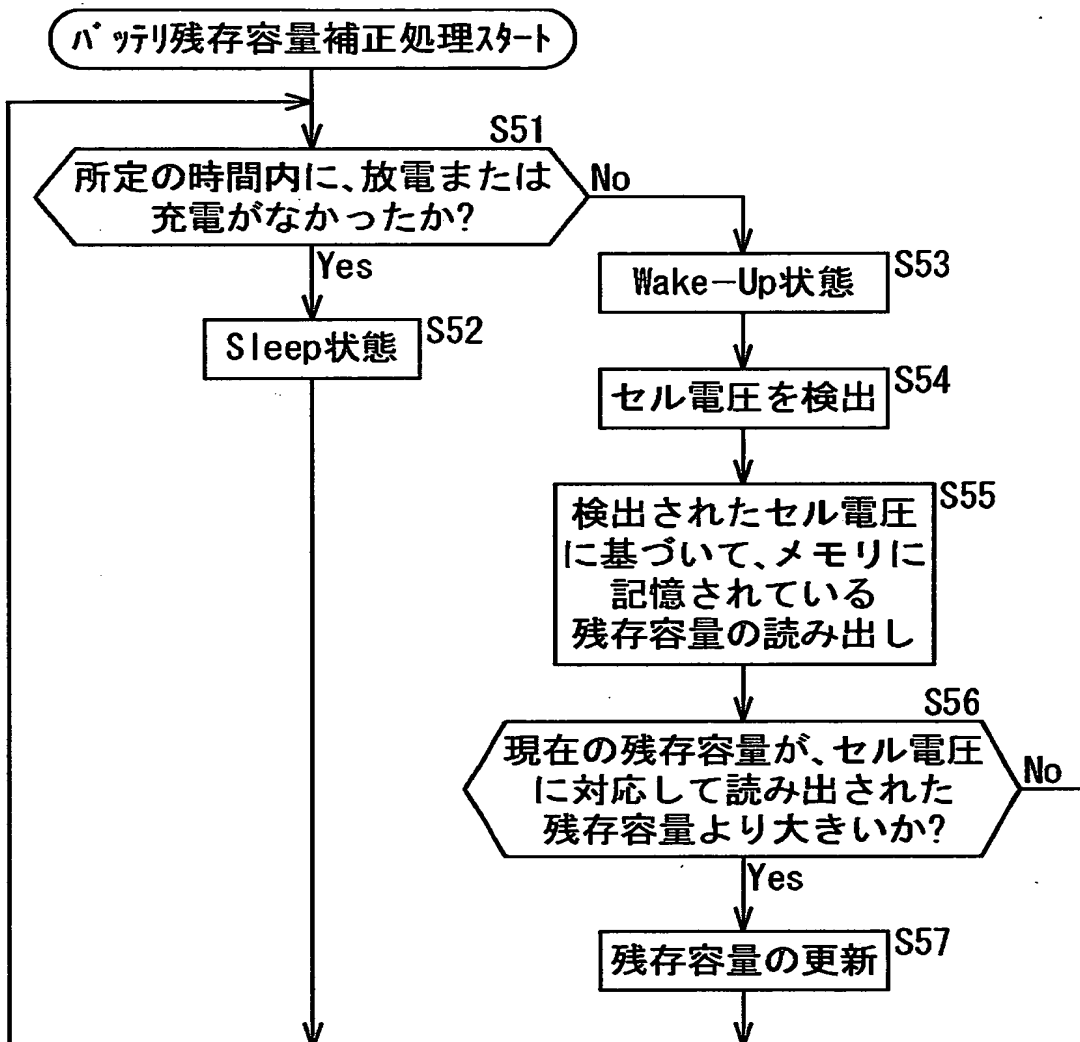 バッテリ残存容量補正処理スタート
S51
所定の時間内に、放電または
充電がなかったか?
No
Yes
S53
Wake-Up状態
S52
Sleep状態
S54
セル電圧を検出
S55
検出されたセル電圧
に基づいて、メモリに
記憶されている
残存容量の読み出し
S56
現在の残存容量が、セル電圧
に対応して読み出された
残存容量より大きいか?
No
Yes
S57
残存容量の更新